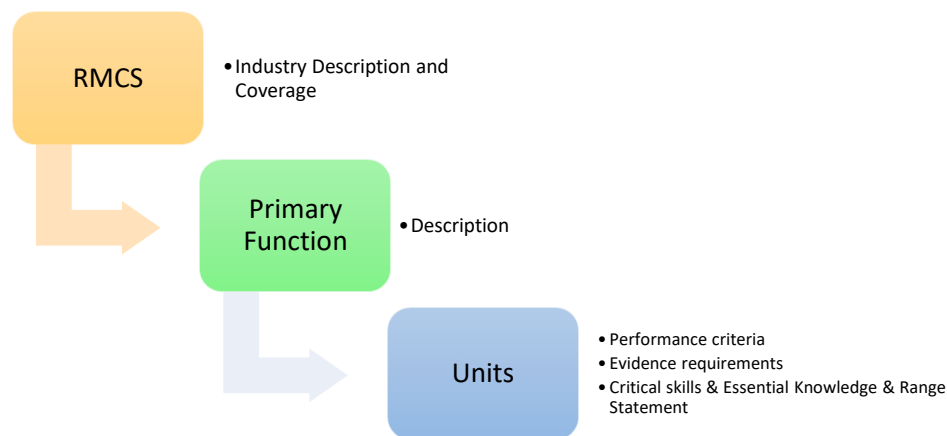 RMCS
•Industry Description and
Coverage
Primary
Function
•Description
Units
•Performance criteria
•Evidence requirements
•Critical skills & Essential Knowledge & Range
Statement